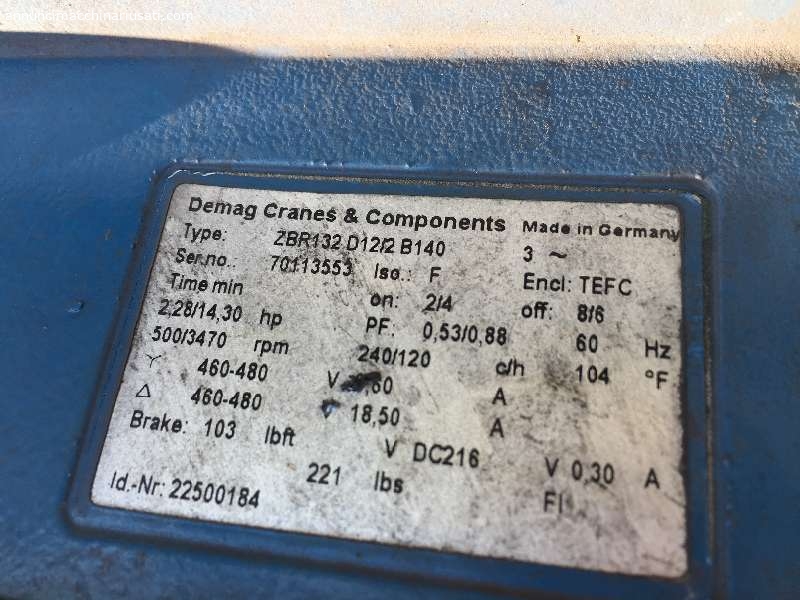 Demag Cranes & Components Made in Germany
Type: ZBR132 D12/2 B140 3 ~
Ser.no.: 70113553 Iso.: F Encl: TEFC
Time min on: 2/4 off: 8/6
2,28/14,30 hp PF: 0,53/0,88 60 Hz
500/3470 rpm 240/120 c/h 104 °F
Y 460-480 V ,60 A
Δ 460-480 V 18,50 A
Brake: 103 lbft V DC216 V 0,30 A
Id.-Nr: 22500184 221 lbs FI